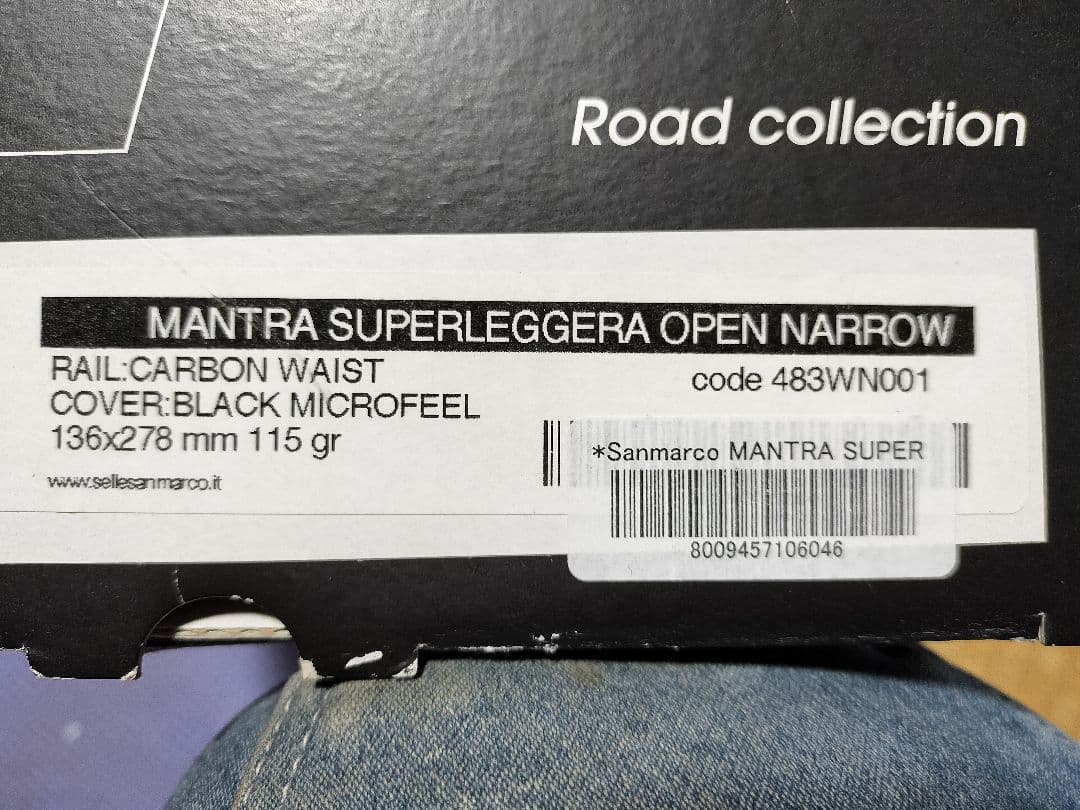 Road collection
MANTRA SUPERLEGGERA OPEN NARROW
RAIL:CARBON WAIST
code 483WN001
COVER:BLACK MICROFEEL
136x278 mm 115 gr
*Sanmarco MANTRA SUPER
www.sellesanmarco.it
8009457106046